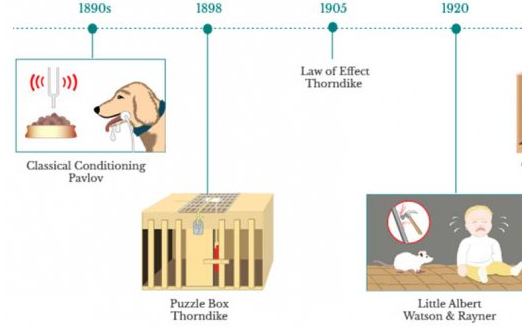 1890s
1898
1905
1920
Law of Effect
Thorndike
Classical Conditioning
Pavlov
Puzzle Box
Thorndike
Little Albert
Watson & Rayner